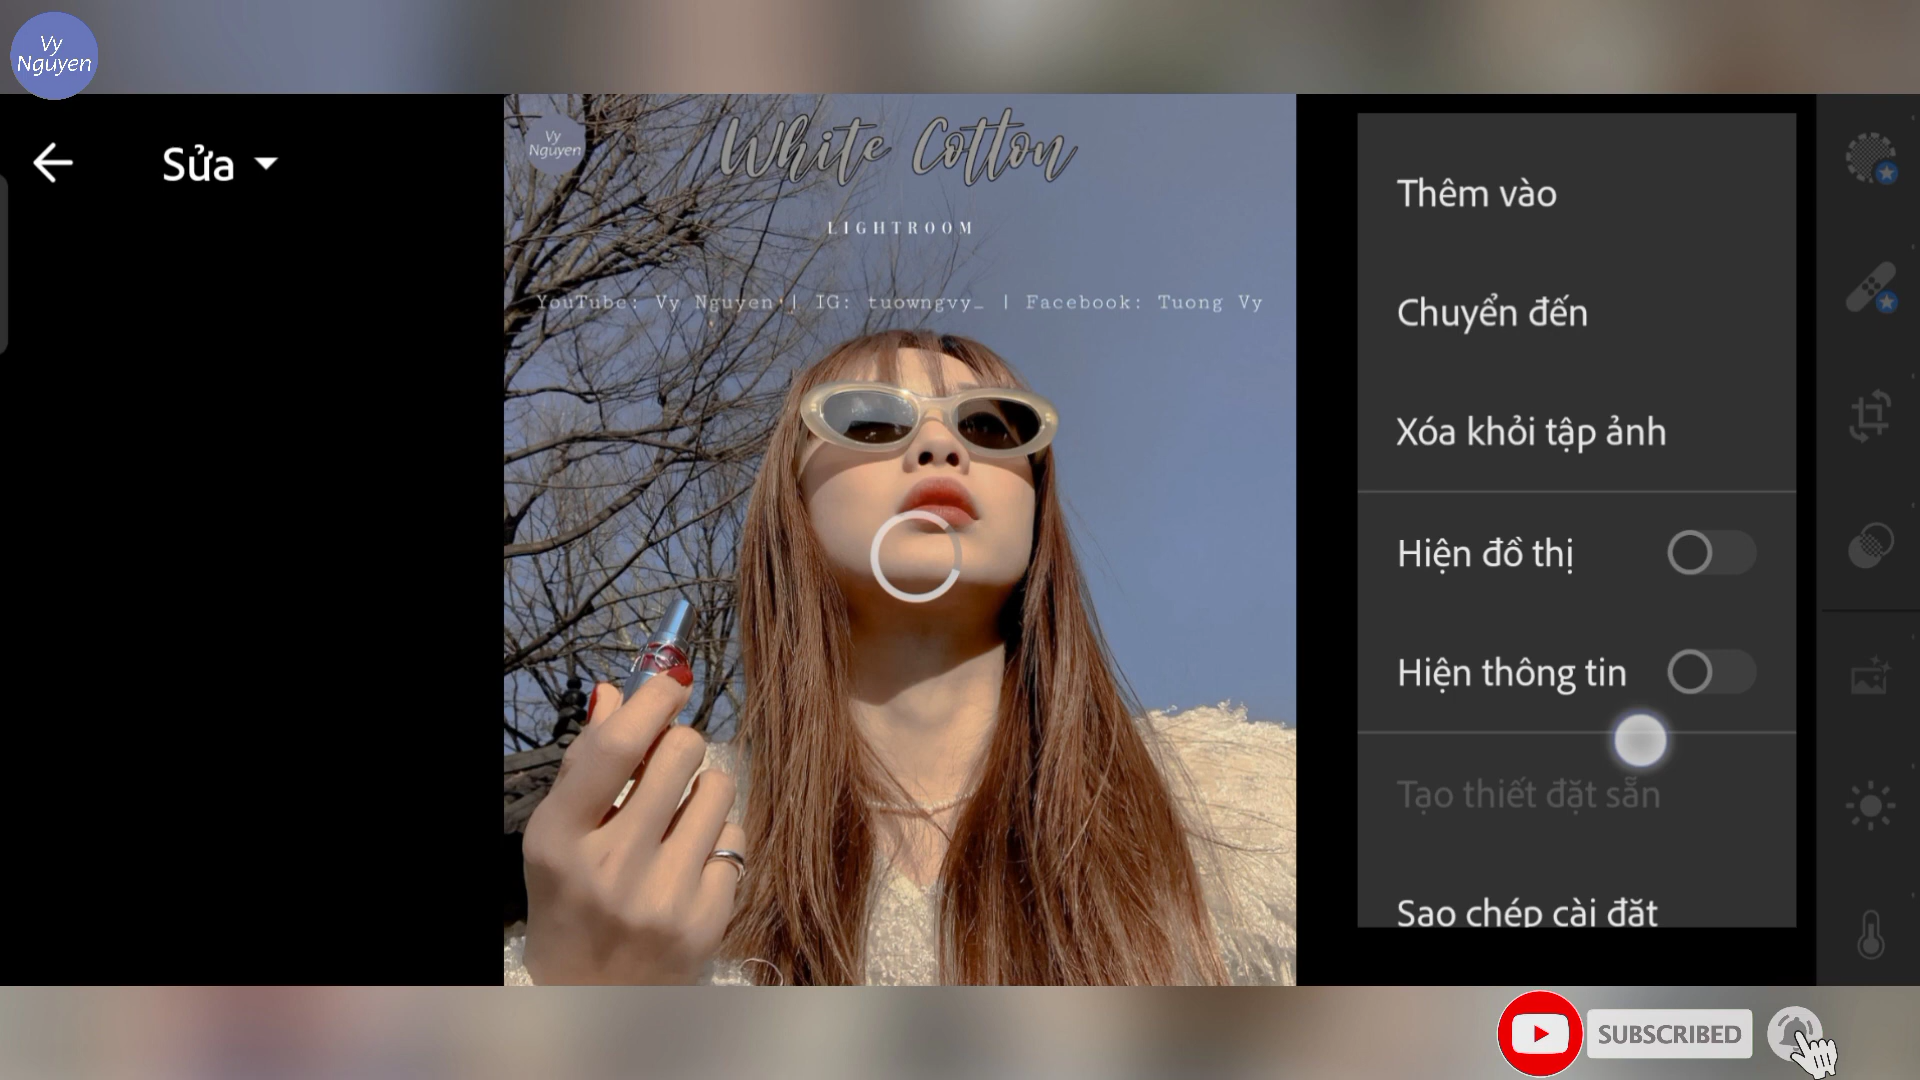 Vy
Nguyen
Sửa
Vy
Nguyen
White Cotton
LIGHTROOM
YouTube: Vy Nguyen | IG: tuowngvy_ | Facebook: Tuong Vy
Thêm vào
Chuyển đến
Xóa khỏi tập ảnh
Hiện đồ thị
Hiện thông tin
Tạo thiết đặt sẵn
Sao chép cài đặt
SUBSCRIBED